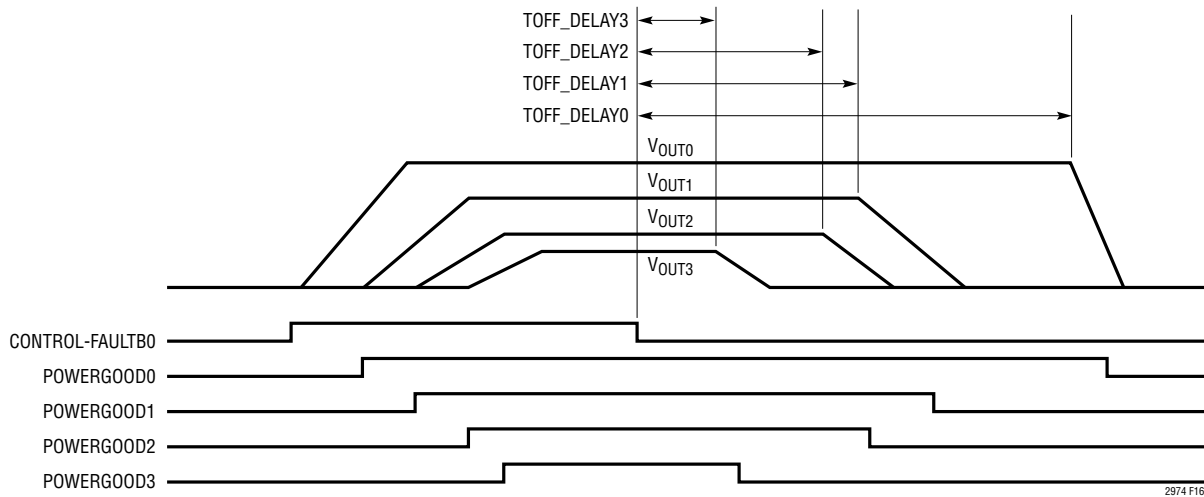 TOFF_DELAY3
TOFF_DELAY2
TOFF_DELAY1
TOFF_DELAY0
VOUT0
VOUT1
VOUT2
VOUT3
CONTROL-FAULTB0
POWERGOOD0
POWERGOOD1
POWERGOOD2
POWERGOOD3
2974 F16